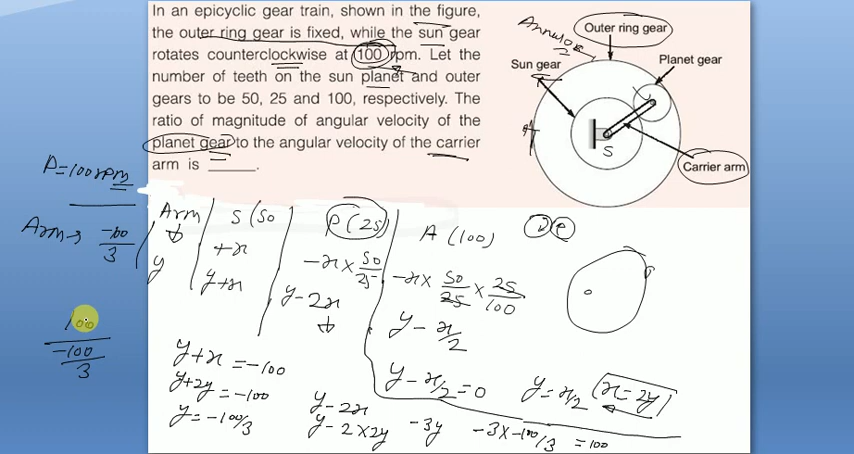 In an epicyclic gear train, shown in the figure,
the outer ring gear is fixed, while the sun gear
rotates counterclockwise at 100 rpm. Let the
number of teeth on the sun planet and outer
gears to be 50, 25 and 100, respectively. The
ratio of magnitude of angular velocity of the
planet gear to the angular velocity of the carrier
arm is ______.
Outer ring gear
Planet gear
Sun gear
Carrier arm
S
A
P=100rpm
Arm→ -100/3
100
-100/3
Arm
y
S (50
+x
y+x
P(25)
-x × 50/25
y-2x
A (100)
-x × 50/25 × 25/100
y - x/2
y+x = -100
y+2y = -100
y = -100/3
y - x/2 = 0
y = x/2 (x=2y)
y-2x
y-2×2y -3y -3×-100/3 = 100